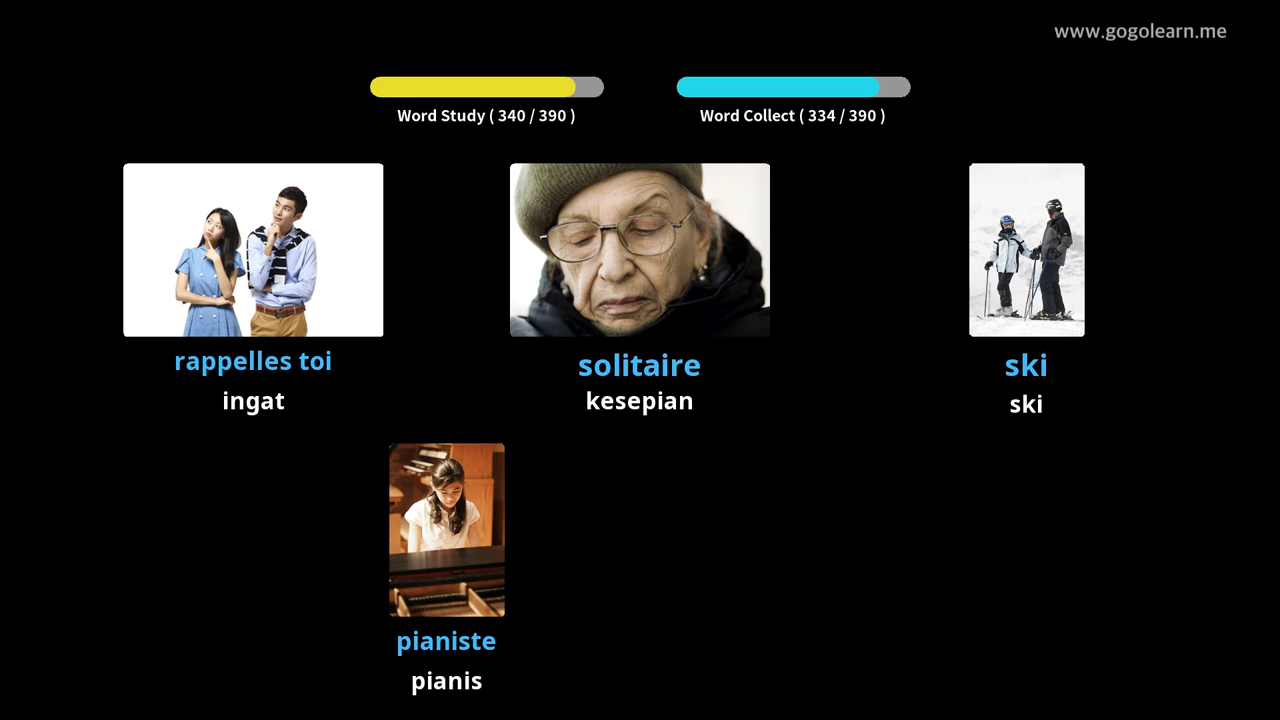 www.gogolearn.me
Word Study ( 340 / 390 )
Word Collect ( 334 / 390 )
rappelles toi
ingat
solitaire
kesepian
ski
ski
pianiste
pianis